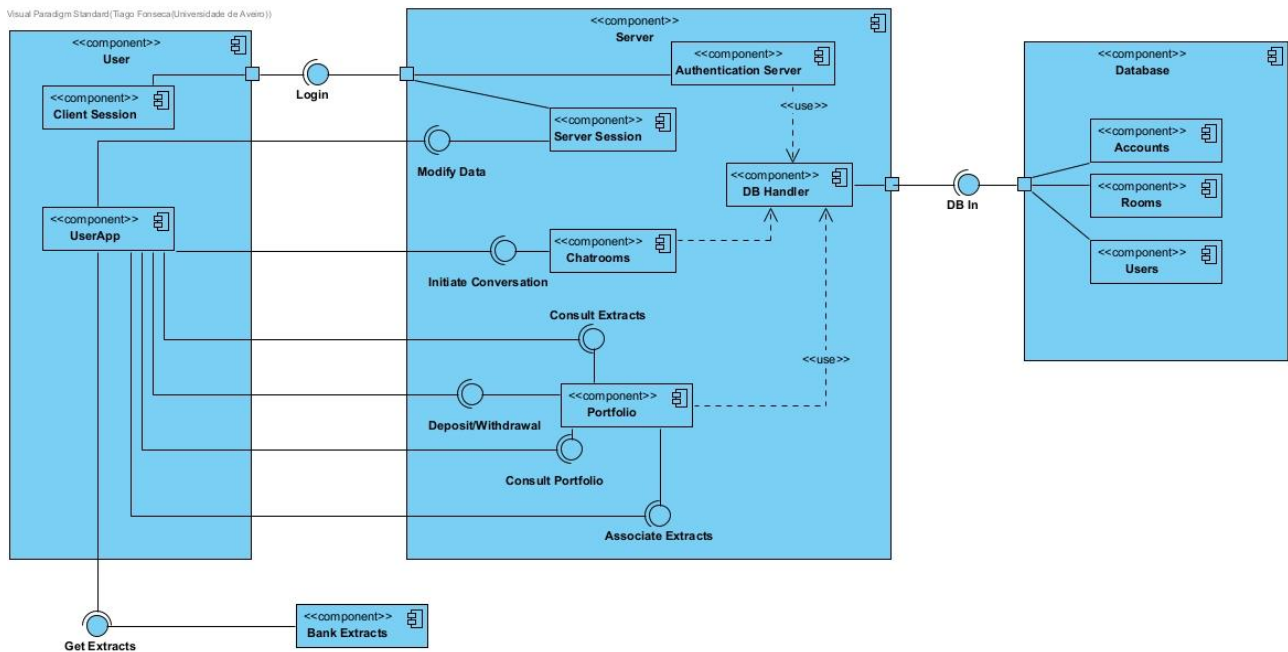 Visual Paradigm Standard(Tiago Fonseca(Universidade de Aveiro))
<<component>>
User
<<component>>
Client Session
<<component>>
UserApp
Login
Modify Data
Initiate Conversation
Consult Extracts
Deposit/Withdrawal
Consult Portfolio
Associate Extracts
Get Extracts
<<component>>
Bank Extracts
<<component>>
Server
<<component>>
Authentication Server
<<use>>
<<component>>
Server Session
<<component>>
DB Handler
<<component>>
Chatrooms
<<use>>
<<component>>
Portfolio
DB In
<<component>>
Database
<<component>>
Accounts
<<component>>
Rooms
<<component>>
Users